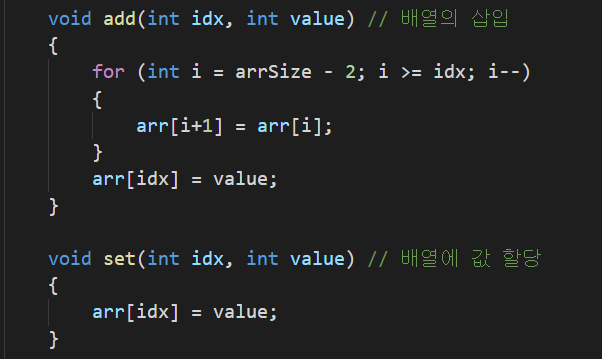 void add(int idx, int value) // 배열의 삽입
{
for (int i = arrSize - 2; i >= idx; i--)
{
arr[i+1] = arr[i];
}
arr[idx] = value;
}
void set(int idx, int value) // 배열에 값 할당
{
arr[idx] = value;
}